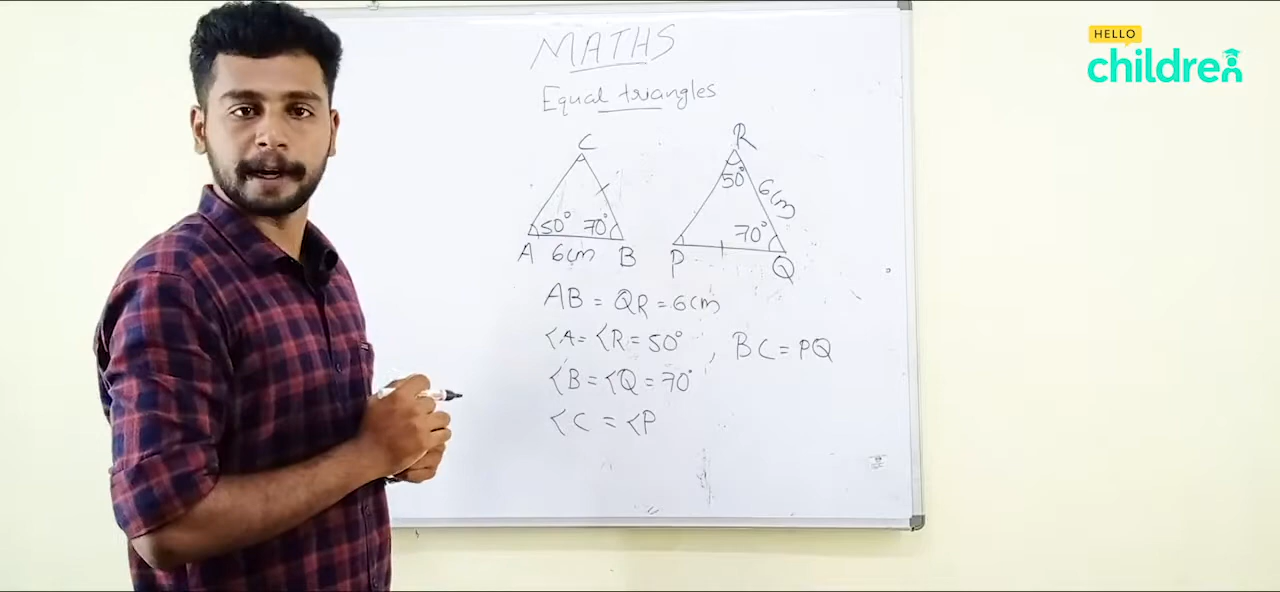 HELLO
children
MATHS
Equal triangles
C
R
50°
6cm
50° 70°
70°
A 6cm B
P
Q
AB = QR = 6cm
<A = <R = 50°
, BC = PQ
<B = <Q = 70°
<C = <P